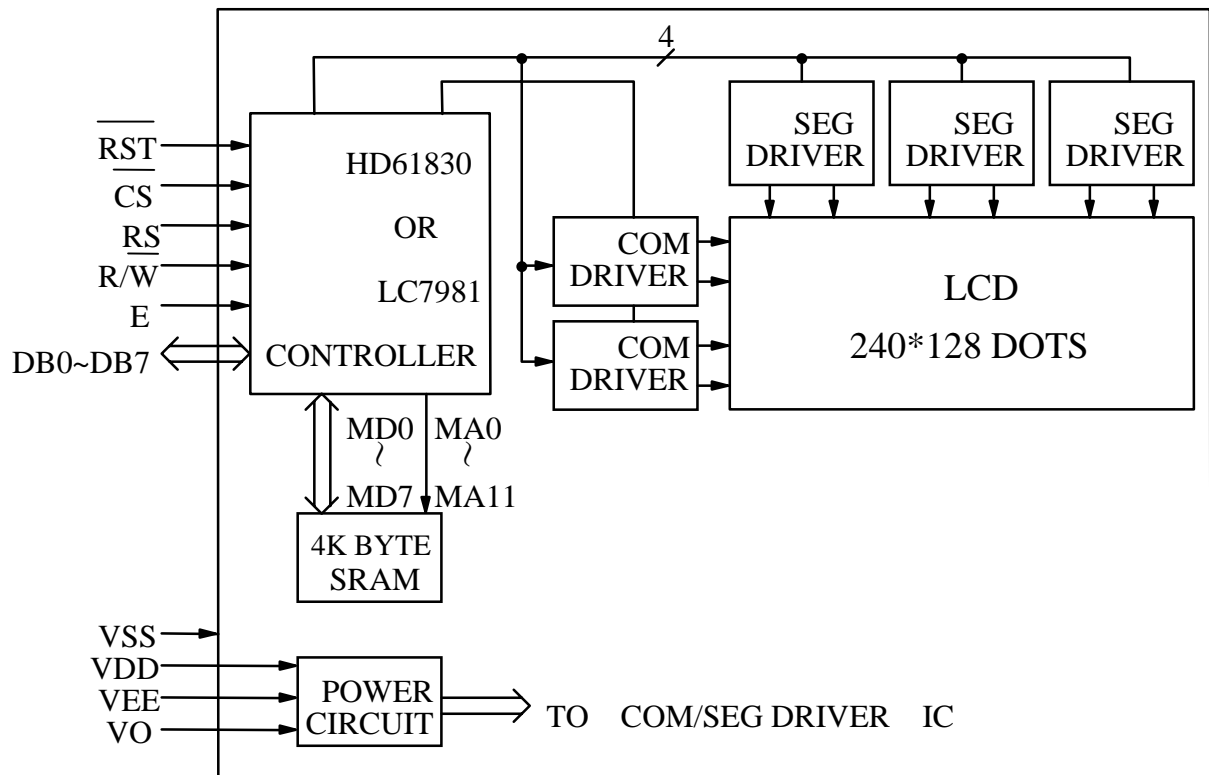 4
SEG
DRIVER
SEG
DRIVER
SEG
DRIVER
RST
CS
RS
R/W
E
DB0~DB7
HD61830
OR
LC7981
CONTROLLER
COM
DRIVER
COM
DRIVER
LCD
240*128 DOTS
MD0
~
MD7
MA0
~
MA11
4K BYTE
SRAM
VSS
VDD
VEE
VO
POWER
CIRCUIT
TO COM/SEG DRIVER IC